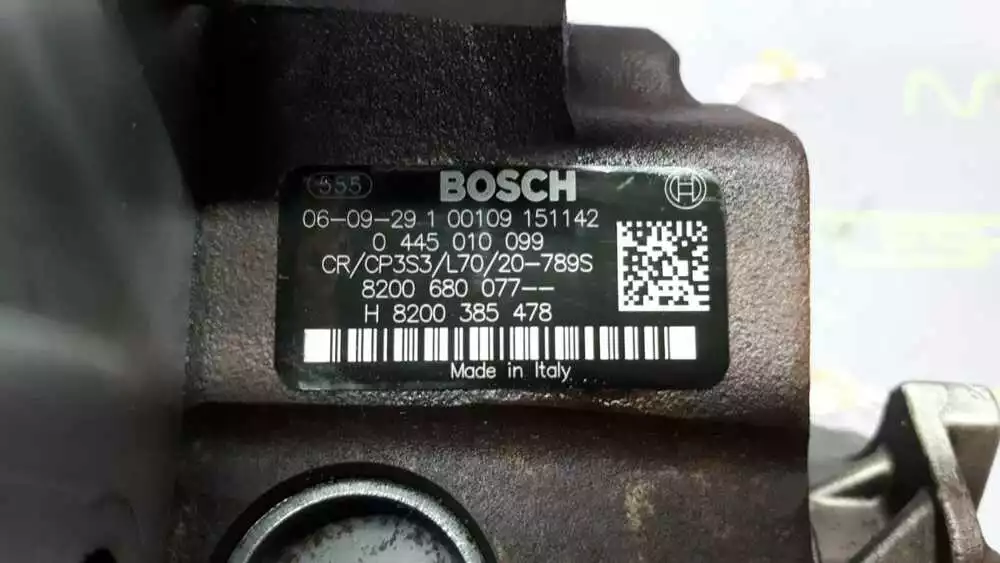 555 BOSCH
06-09-29 1 00109 151142
0 445 010 099
CR/CP3S3/L70/20-789S
8200 680 077--
H 8200 385 478
Made in Italy